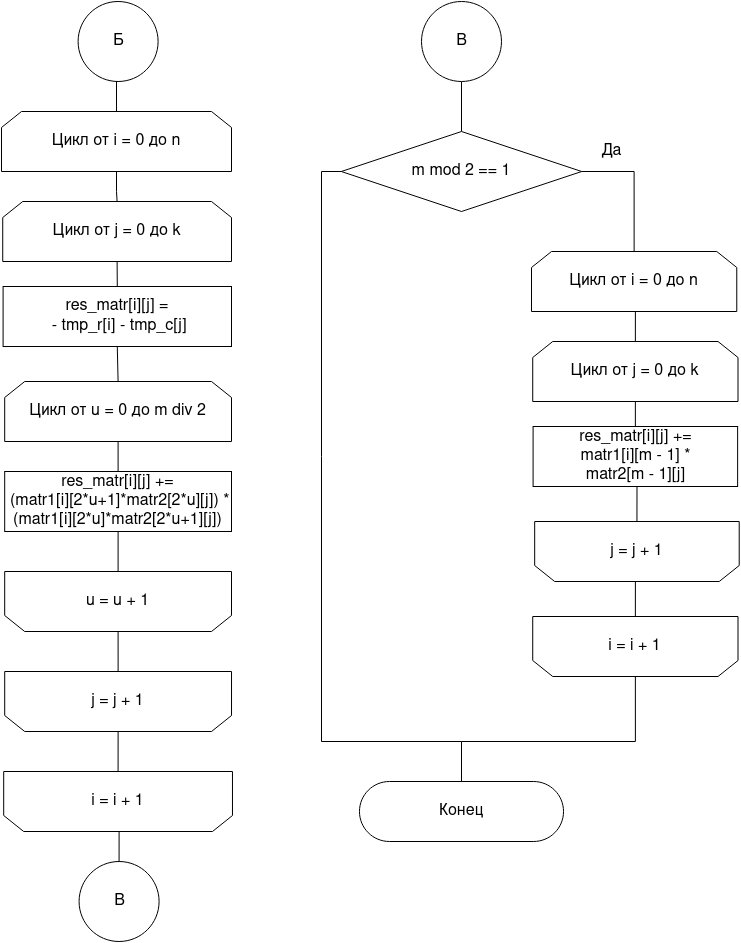 Б
Цикл от i = 0 до n
Цикл от j = 0 до k
res_matr[i][j] =
- tmp_r[i] - tmp_c[j]
Цикл от u = 0 до m div 2
res_matr[i][j] +=
(matr1[i][2*u+1]*matr2[2*u][j]) *
(matr1[i][2*u]*matr2[2*u+1][j])
u = u + 1
j = j + 1
i = i + 1
В
В
m mod 2 == 1
Да
Цикл от i = 0 до n
Цикл от j = 0 до k
res_matr[i][j] +=
matr1[i][m - 1] *
matr2[m - 1][j]
j = j + 1
i = i + 1
Конец